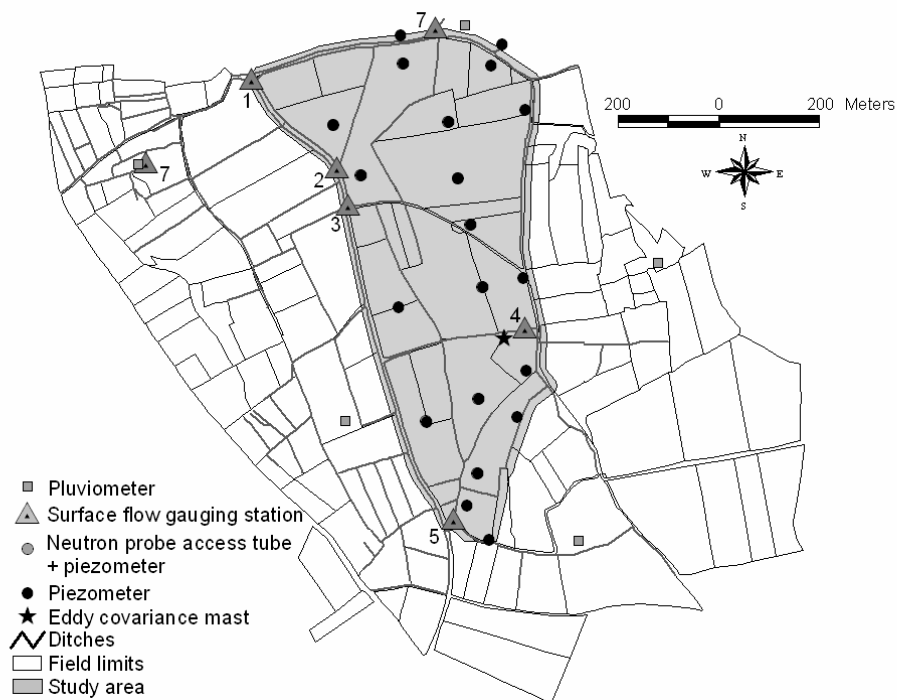 7
1
200 0 200 Meters
N
W E
S
7
2
3
4
5
Pluviometer
Surface flow gauging station
Neutron probe access tube
+ piezometer
Piezometer
Eddy covariance mast
Ditches
Field limits
Study area